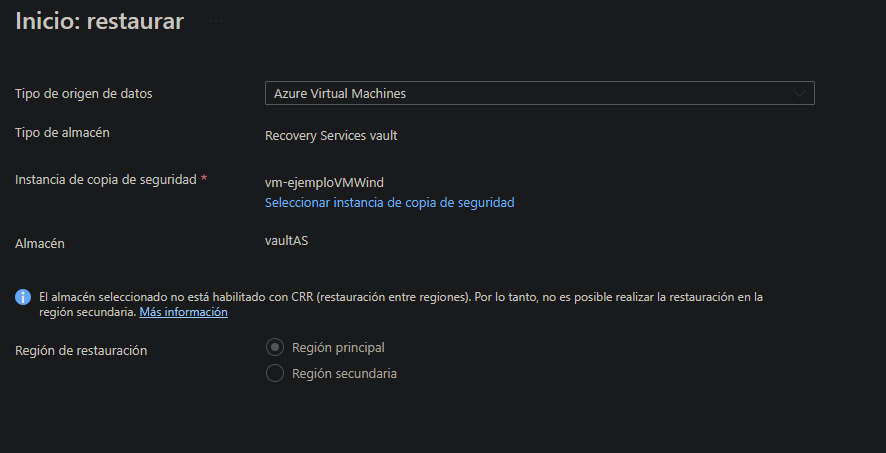 Inicio: restaurar ...
Tipo de origen de datos
Azure Virtual Machines
Tipo de almacén
Recovery Services vault
Instancia de copia de seguridad *
vm-ejemploVMWind
Seleccionar instancia de copia de seguridad
Almacén
vaultAS
El almacén seleccionado no está habilitado con CRR (restauración entre regiones). Por lo tanto, no es posible realizar la restauración en la
región secundaria. Más información
Región de restauración
Región principal
Región secundaria